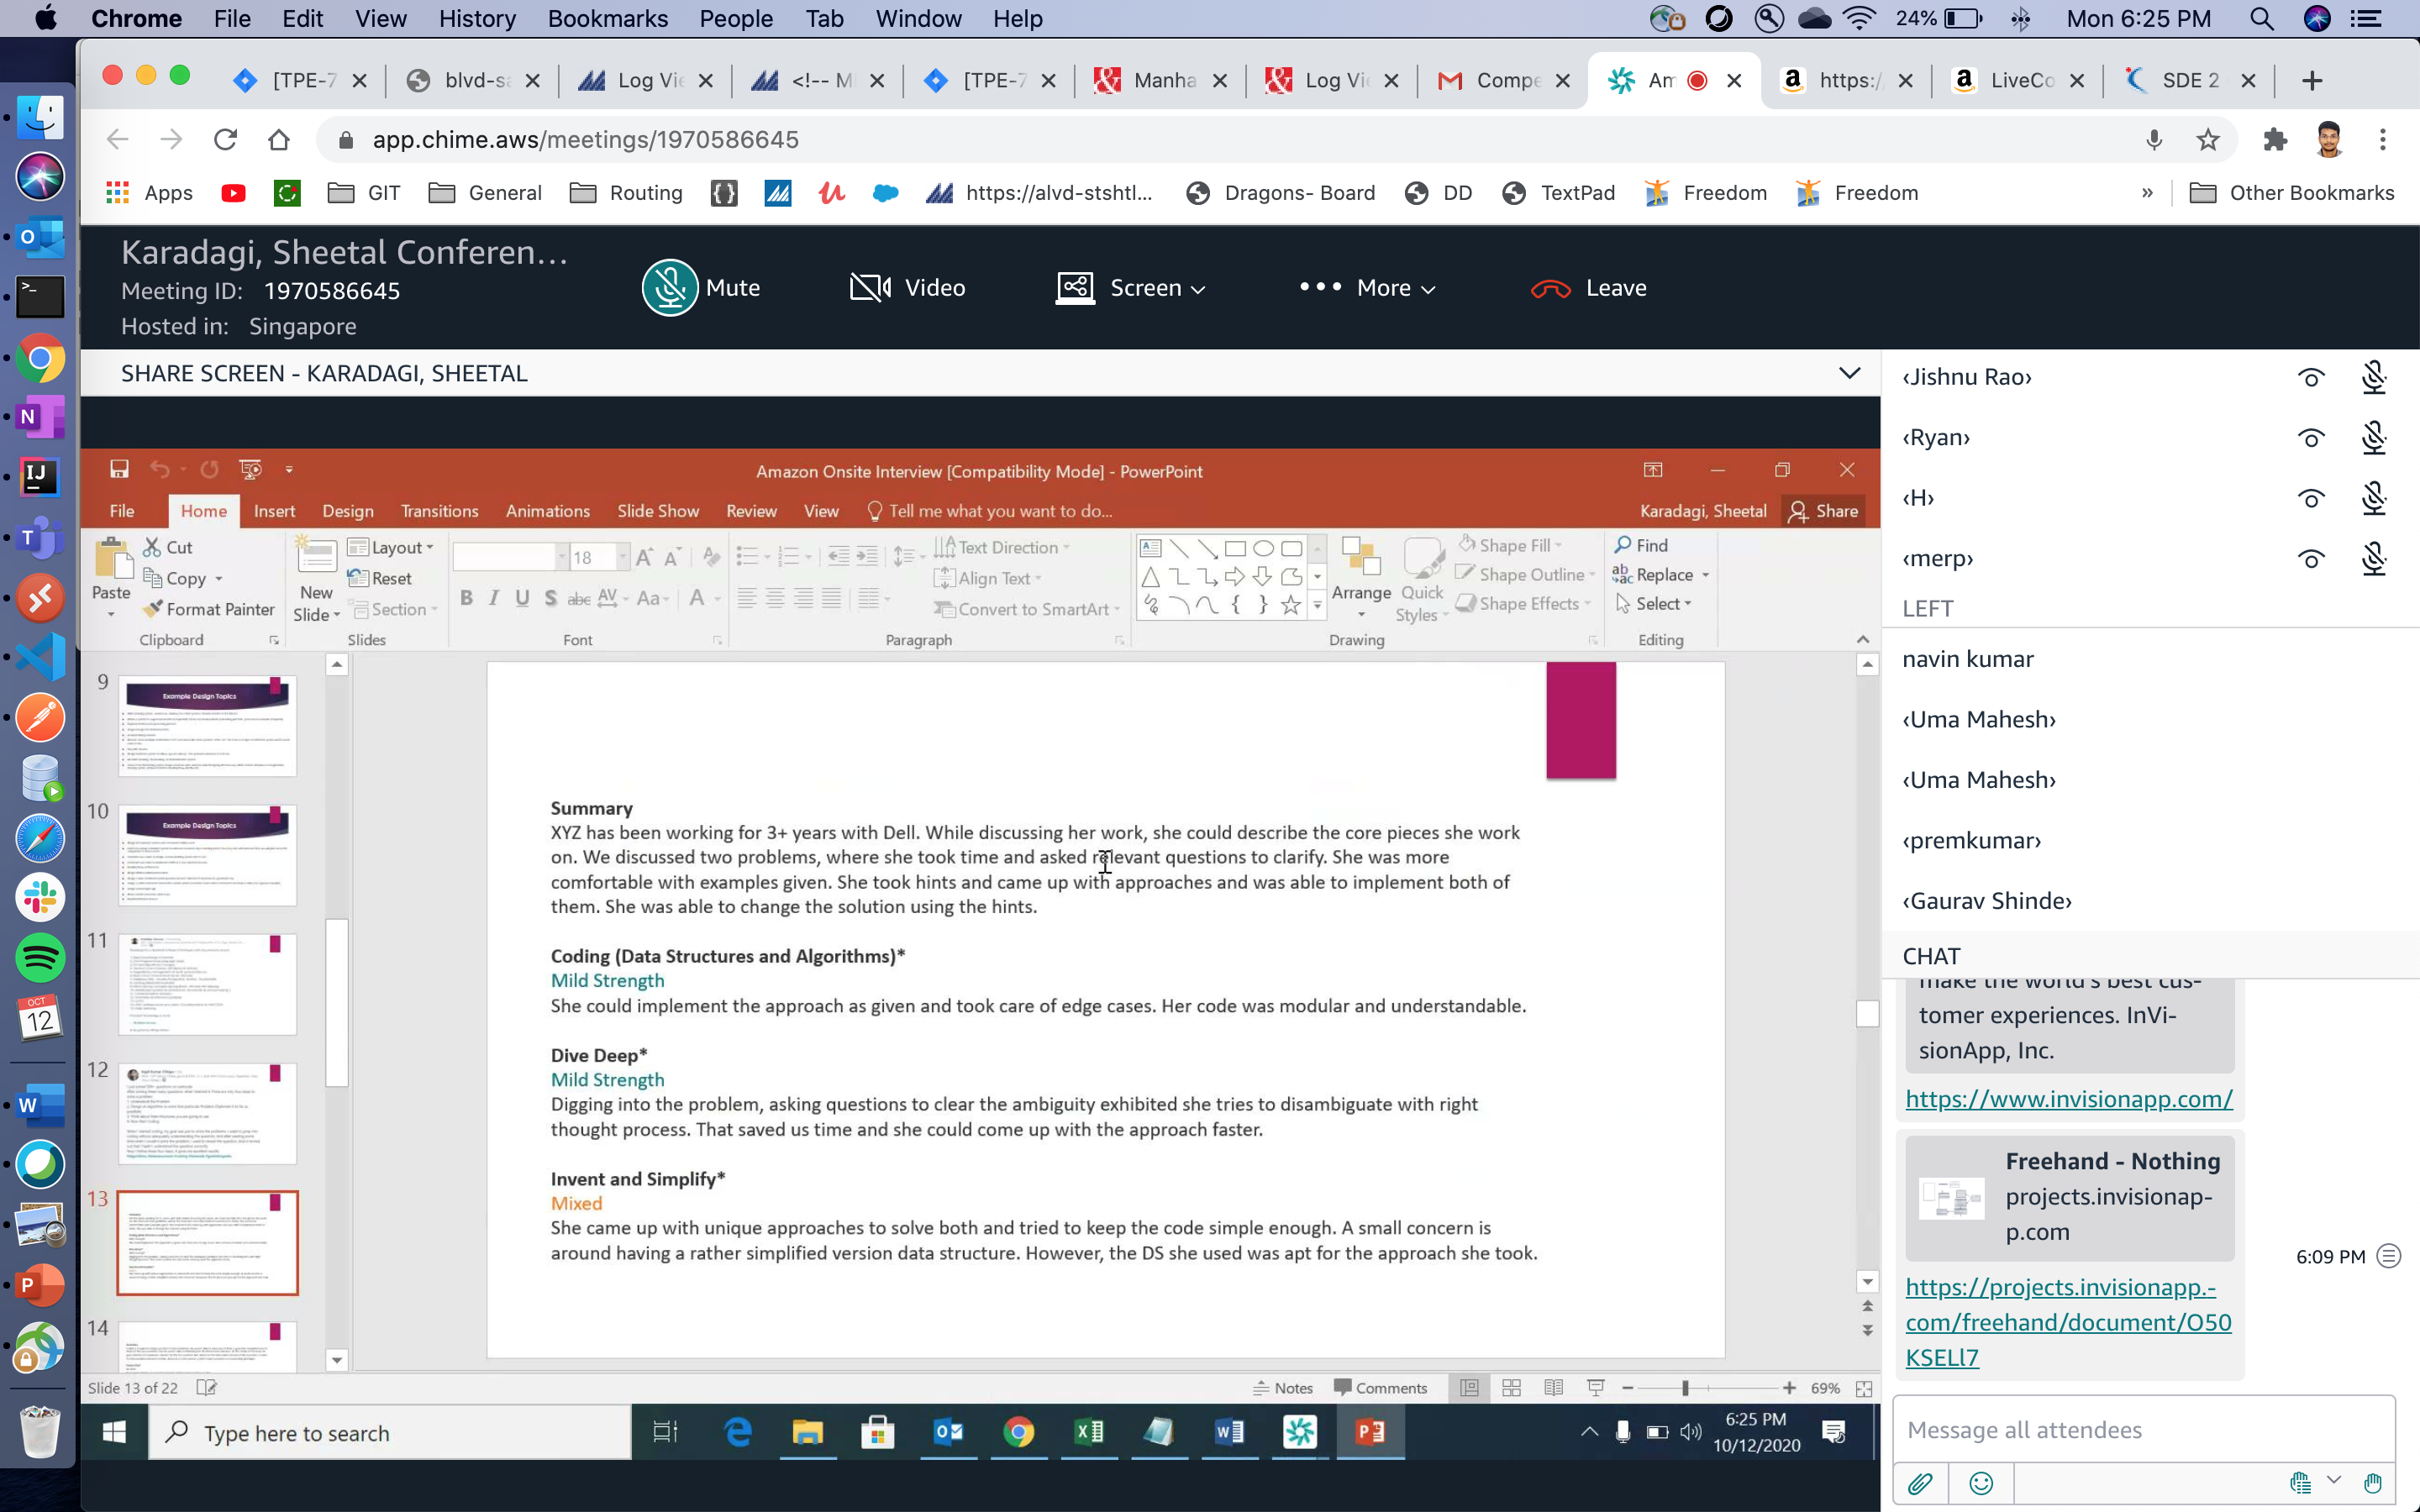 Chrome File Edit View History Bookmarks People Tab Window Help 24% Mon 6:25 PM
[TPE-7 blvd-sa Log Vie <!-- M [TPE-7 Manha Log Vie Compe Am https:/ LiveCo SDE 2
app.chime.aws/meetings/1970586645
Apps GIT General Routing https://alvd-stshtl... Dragons- Board DD TextPad Freedom Freedom » Other Bookmarks
Karadagi, Sheetal Conferen...
Meeting ID: 1970586645
Hosted in: Singapore
Mute Video Screen More Leave
SHARE SCREEN - KARADAGI, SHEETAL
Amazon Onsite Interview [Compatibility Mode] - PowerPoint
File Home Insert Design Transitions Animations Slide Show Review View Tell me what you want to do... Karadagi, Sheetal Share
Paste Cut Copy Format Painter Clipboard
New Slide Layout Reset Section Slides
18 B I U S abc AV Aa A Font
Text Direction Align Text Convert to SmartArt Paragraph
Arrange Quick Styles Shape Fill Shape Outline Shape Effects Drawing
Find Replace Select Editing
9
Example Design Topics
10
Example Design Topics
11
12
13
14
Summary
XYZ has been working for 3+ years with Dell. While discussing her work, she could describe the core pieces she work
on. We discussed two problems, where she took time and asked relevant questions to clarify. She was more
comfortable with examples given. She took hints and came up with approaches and was able to implement both of
them. She was able to change the solution using the hints.
Coding (Data Structures and Algorithms)*
Mild Strength
She could implement the approach as given and took care of edge cases. Her code was modular and understandable.
Dive Deep*
Mild Strength
Digging into the problem, asking questions to clear the ambiguity exhibited she tries to disambiguate with right
thought process. That saved us time and she could come up with the approach faster.
Invent and Simplify*
Mixed
She came up with unique approaches to solve both and tried to keep the code simple enough. A small concern is
around having a rather simplified version data structure. However, the DS she used was apt for the approach she took.
Slide 13 of 22 Notes Comments 69%
Type here to search
6:25 PM
10/12/2020
‹Jishnu Rao›
‹Ryan›
‹H›
‹merp›
LEFT
navin kumar
‹Uma Mahesh›
‹Uma Mahesh›
‹premkumar›
‹Gaurav Shinde›
CHAT
make the world's best cus-
tomer experiences. InVi-
sionApp, Inc.
https://www.invisionapp.com/
Freehand - Nothing
projects.invisionap-
p.com
6:09 PM
https://projects.invisionapp.-
com/freehand/document/O50
KSELl7
Message all attendees
OCT
12